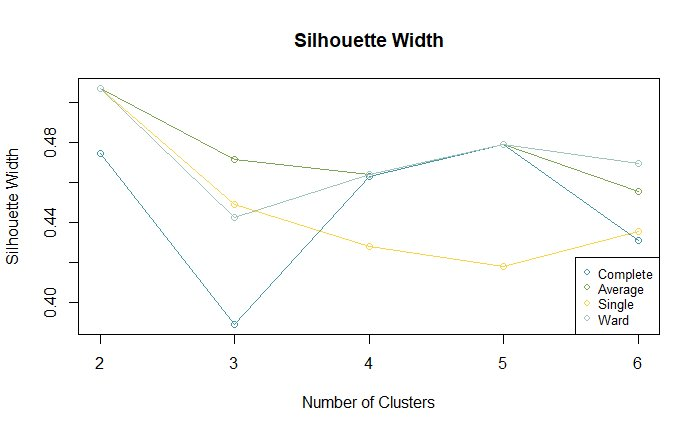 Silhouette Width
Silhouette Width
0.48
0.44
0.40
Complete
Average
Single
Ward
2 3 4 5 6
Number of Clusters